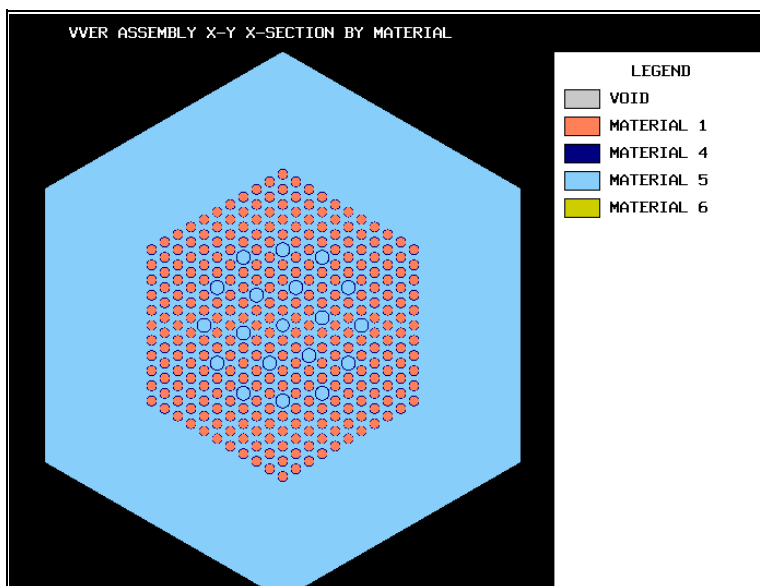 VVER ASSEMBLY X-Y X-SECTION BY MATERIAL
LEGEND
VOID
MATERIAL 1
MATERIAL 4
MATERIAL 5
MATERIAL 6